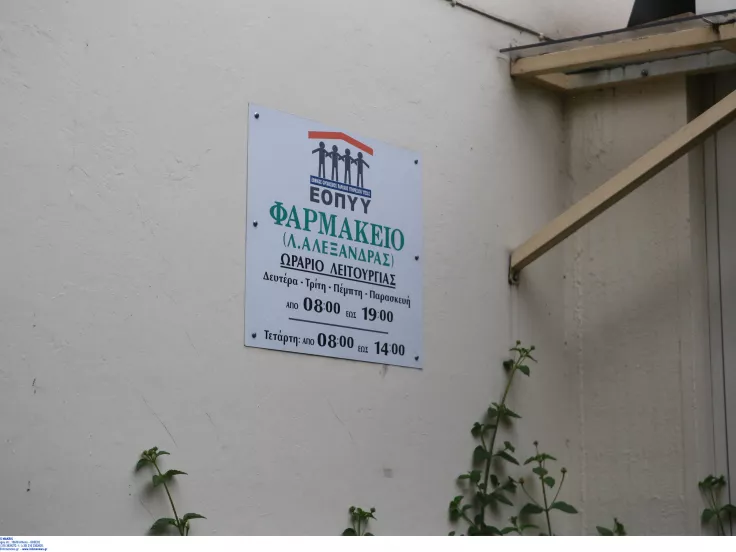 ΕΟΠΥΥ
ΦΑΡΜΑΚΕΙΟ
(Λ.ΑΛΕΞΑΝΔΡΑΣ)
ΩΡΑΡΙΟ ΛΕΙΤΟΥΡΓΙΑΣ
Δευτέρα - Τρίτη - Πέμπτη - Παρασκευή
ΑΠΟ 08:00 ΕΩΣ 19:00
Τετάρτη: ΑΠΟ 08:00 ΕΩΣ 14:00